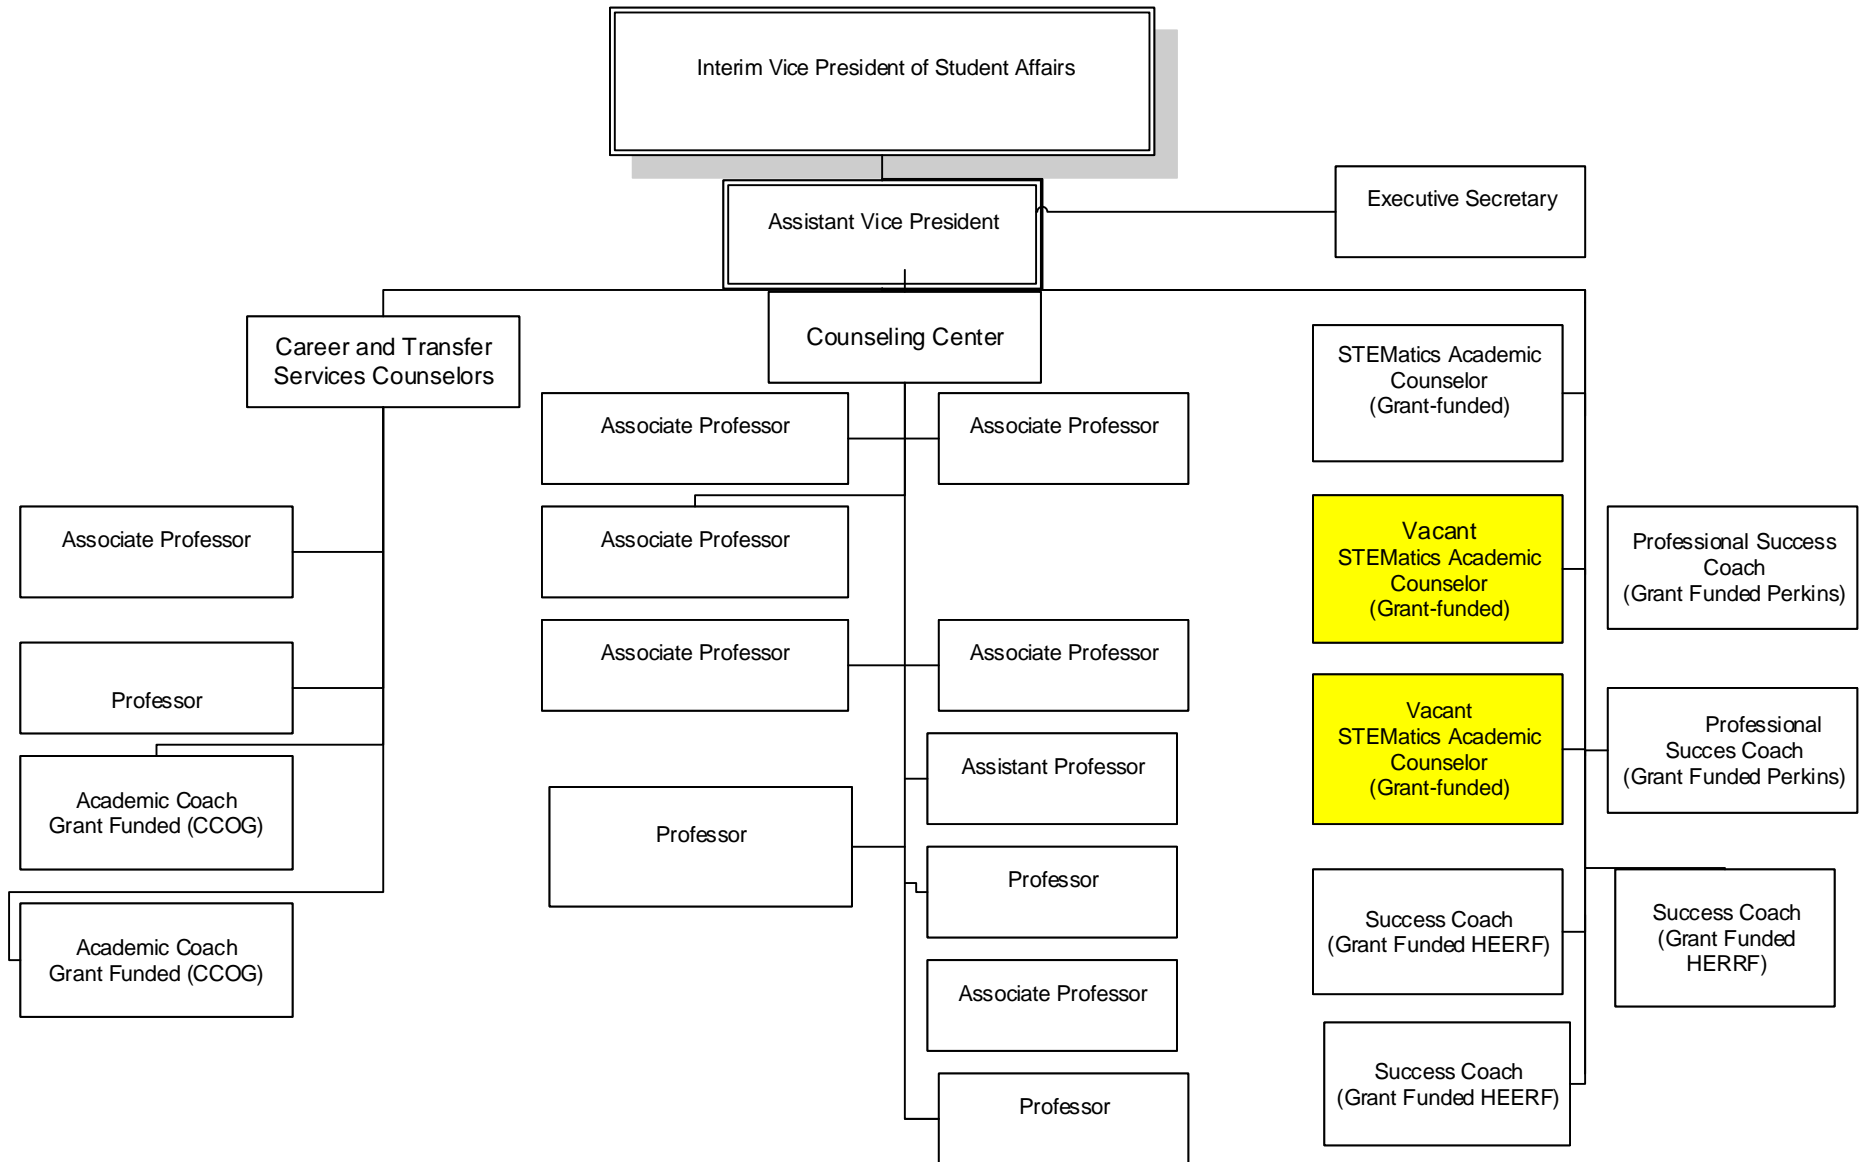 Interim Vice President of Student Affairs
Assistant Vice President
Executive Secretary
Career and Transfer
Services Counselors
Counseling Center
Associate Professor
Professor
Academic Coach
Grant Funded (CCOG)
Academic Coach
Grant Funded (CCOG)
Associate Professor
Associate Professor
Associate Professor
Associate Professor
Associate Professor
Assistant Professor
Professor
Professor
Associate Professor
Professor
STEMatics Academic
Counselor
(Grant-funded)
Vacant
STEMatics Academic
Counselor
(Grant-funded)
Professional Success
Coach
(Grant Funded Perkins)
Vacant
STEMatics Academic
Counselor
(Grant-funded)
Professional
Succes Coach
(Grant Funded Perkins)
Success Coach
(Grant Funded HEERF)
Success Coach
(Grant Funded
HERRF)
Success Coach
(Grant Funded HEERF)